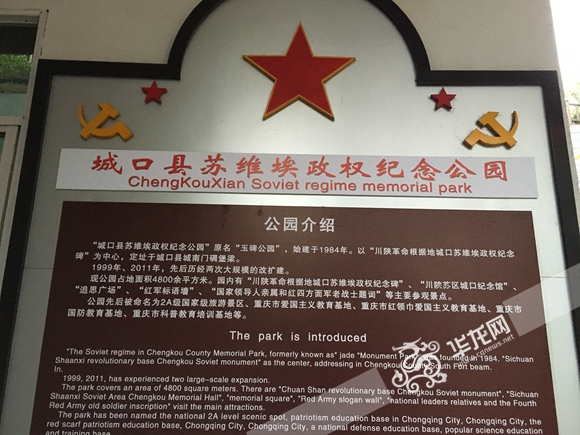 城口县苏维埃政权纪念公园
ChengKouXian Soviet regime memorial park
公园介绍
“城口县苏维埃政权纪念公园”原名“玉碑公园”，始建于1984年。以“川陕革命根据地城口苏维埃政权纪念
碑”为中心，定址于城口县城南门碉堡梁。
1999年、2011年，先后历经两次大规模的改扩建。
现公园占地面积4800余平方米。园内有“川陕革命根据地城口苏维埃政权纪念碑”、“川陕苏区城口纪念馆”、
“追思广场”、“红军标语墙”、“国家领导人亲属和红四方面军老战士题词”等主要参观景点。
公园先后被命名为2A级国家级旅游景区、重庆市爱国主义教育基地、重庆市红领巾爱国主义教育基地、重庆市
国防教育基地、重庆市科普教育培训基地等。
The park is introduced
"The Soviet regime in Chengkou County Memorial Park, formerly known as" jade "Monument Park" founded in 1984. "Sichuan
Shaanxi revolutionary base Chengkou Soviet monument" as the center, addressing in Chengkou County South Fort beam.
In.
1999, 2011, has experienced two large-scale expansion.
The park covers an area of 4800 square meters. There are "Chuan Shan revolutionary base Chengkou Soviet monument", "Sichuan
Shaanxi Soviet Area Chengkou Memorial Hall", "memorial square", "Red Army slogan wall", "national leaders relatives and the Fourth
Red Army old soldier inscription" visit the main attractions.
The park has been named the national 2A level scenic spot, patriotism education base in Chongqing City, Chongqing City, the
red scarf patriotism education base, Chongqing City, Chongqing City, a national defense education base, popular science education
and training base.
华龙网
cqnews.net